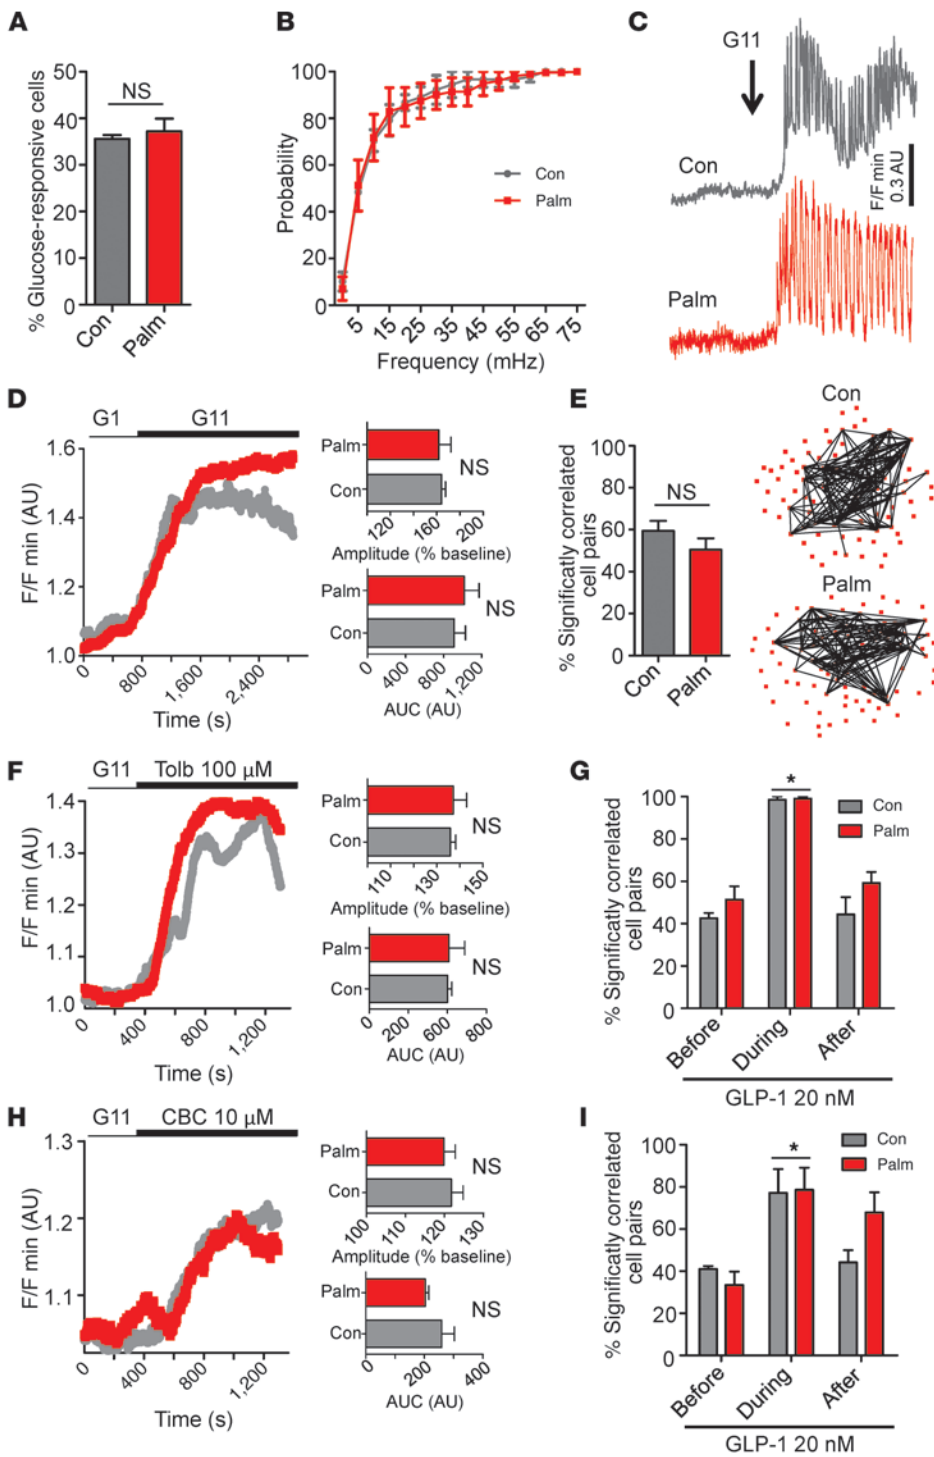 A
% Glucose-responsive cells
50
40
30
20
10
0
NS
Con
Palm
B
Probability
100
80
60
40
20
0
Con
Palm
5
15
25
35
45
55
65
75
Frequency (mHz)
C
G11
Con
F/F min
0.3 AU
Palm
D
G1
G11
F/F min (AU)
1.6
1.4
1.2
1.0
0
800
1,600
2,400
Time (s)
Palm
Con
NS
120
160
200
Amplitude (% baseline)
Palm
Con
NS
0
400
800
1,200
AUC (AU)
E
% Significatly correlated
cell pairs
100
80
60
40
20
0
NS
Con
Palm
Con
Palm
F
G11
Tolb 100 µM
F/F min (AU)
1.4
1.3
1.2
1.1
1.0
0
400
800
1,200
Time (s)
Palm
Con
NS
110
130
150
Amplitude (% baseline)
Palm
Con
NS
0
200
400
600
800
AUC (AU)
G
% Significatly correlated
cell pairs
100
80
60
40
20
0
*
Con
Palm
Before
During
After
GLP-1 20 nM
H
G11
CBC 10 µM
F/F min (AU)
1.3
1.2
1.1
0
400
800
1,200
Time (s)
Palm
Con
NS
100
110
120
130
Amplitude (% baseline)
Palm
Con
NS
0
200
400
AUC (AU)
I
% Significatly correlated
cell pairs
100
80
60
40
20
0
*
Con
Palm
Before
During
After
GLP-1 20 nM